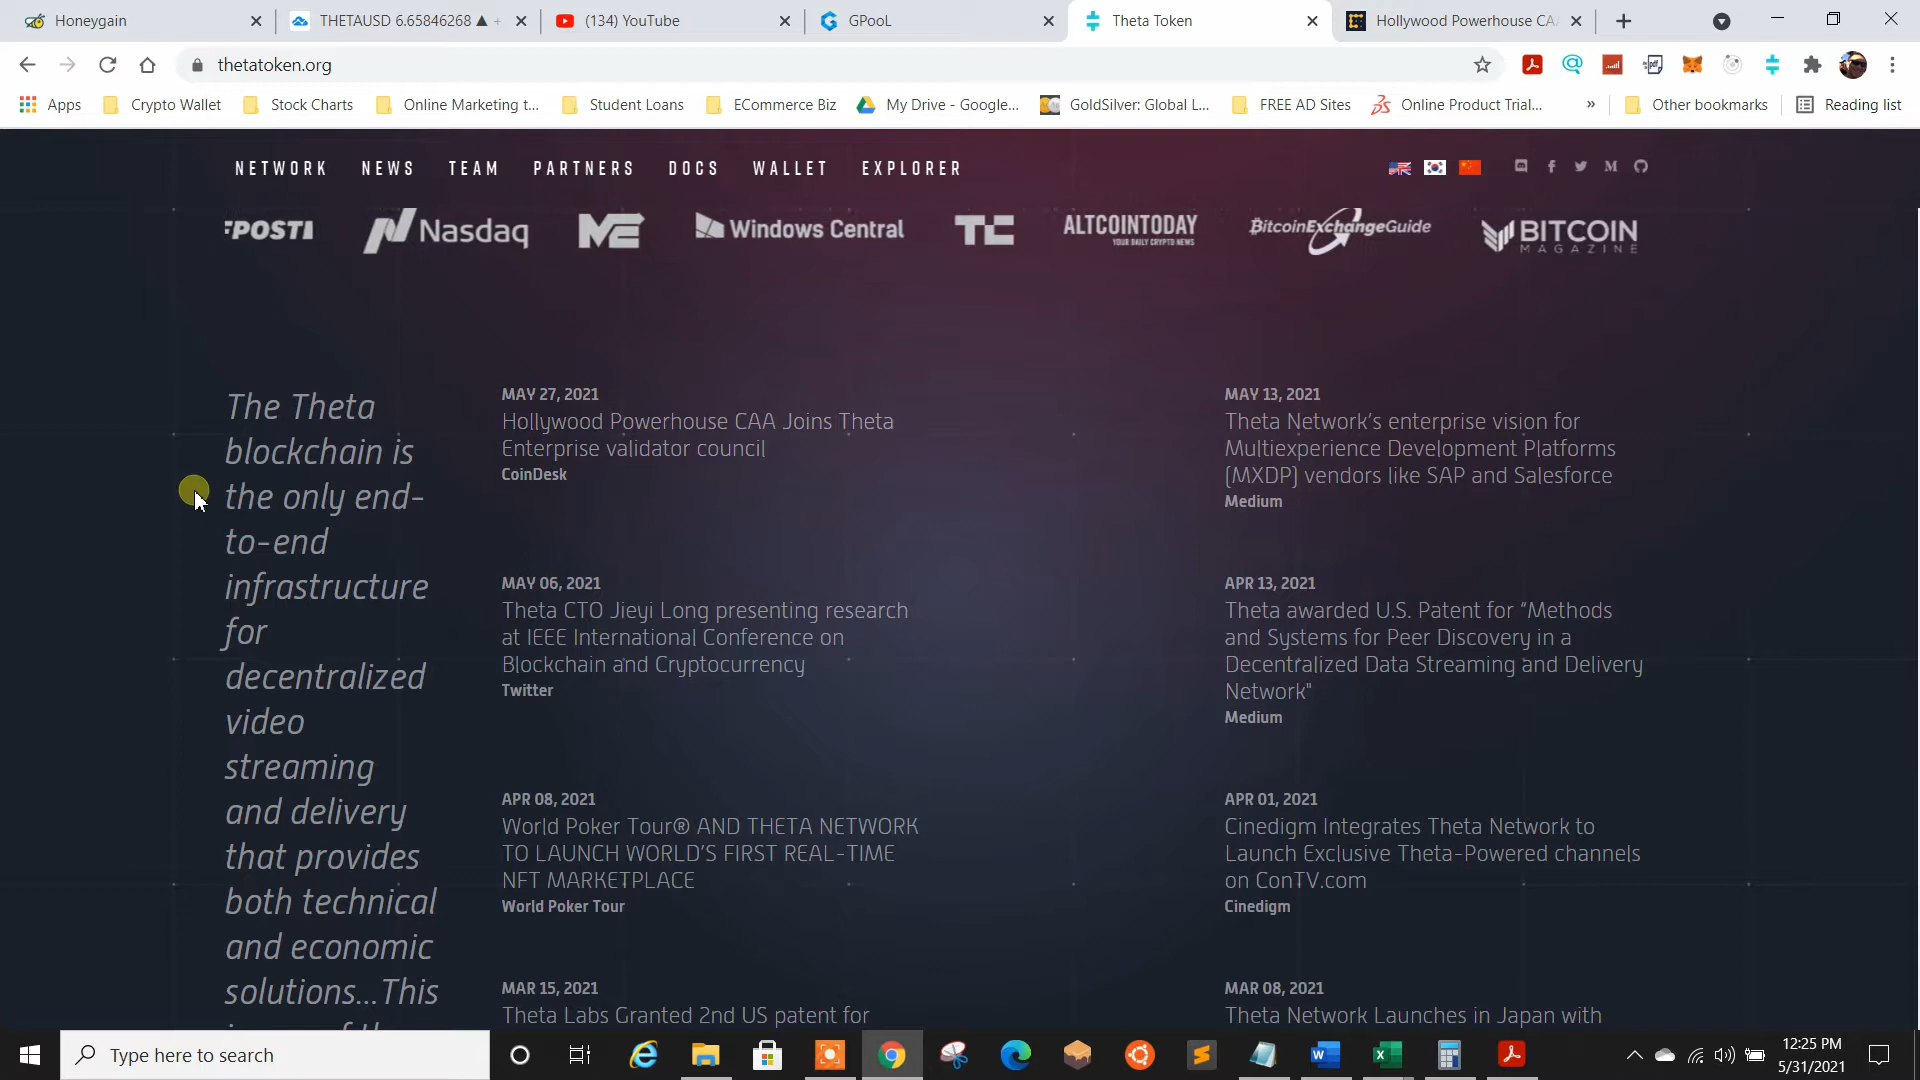 Honeygain
THETAUSD 6.65846268 ▲ +
(134) YouTube
GPooL
Theta Token
Hollywood Powerhouse CA
thetatoken.org
Apps
Crypto Wallet
Stock Charts
Online Marketing t...
Student Loans
ECommerce Biz
My Drive - Google...
GoldSilver: Global L...
FREE AD Sites
Online Product Trial...
»
Other bookmarks
Reading list
NETWORK
NEWS
TEAM
PARTNERS
DOCS
WALLET
EXPLORER
Nasdaq
Windows Central
TC
ALTCOINTODAY
YOUR DAILY CRYPTO NEWS
BitcoinExchangeGuide
BITCOIN
MAGAZINE
The Theta
blockchain is
the only end-
to-end
infrastructure
for
decentralized
video
streaming
and delivery
that provides
both technical
and economic
solutions...This
MAY 27, 2021
Hollywood Powerhouse CAA Joins Theta
Enterprise validator council
CoinDesk
MAY 13, 2021
Theta Network's enterprise vision for
Multiexperience Development Platforms
(MXDP) vendors like SAP and Salesforce
Medium
MAY 06, 2021
Theta CTO Jieyi Long presenting research
at IEEE International Conference on
Blockchain and Cryptocurrency
Twitter
APR 13, 2021
Theta awarded U.S. Patent for “Methods
and Systems for Peer Discovery in a
Decentralized Data Streaming and Delivery
Network"
Medium
APR 08, 2021
World Poker Tour® AND THETA NETWORK
TO LAUNCH WORLD'S FIRST REAL-TIME
NFT MARKETPLACE
World Poker Tour
APR 01, 2021
Cinedigm Integrates Theta Network to
Launch Exclusive Theta-Powered channels
on ConTV.com
Cinedigm
MAR 15, 2021
Theta Labs Granted 2nd US patent for
MAR 08, 2021
Theta Network Launches in Japan with
Type here to search
12:25 PM
5/31/2021